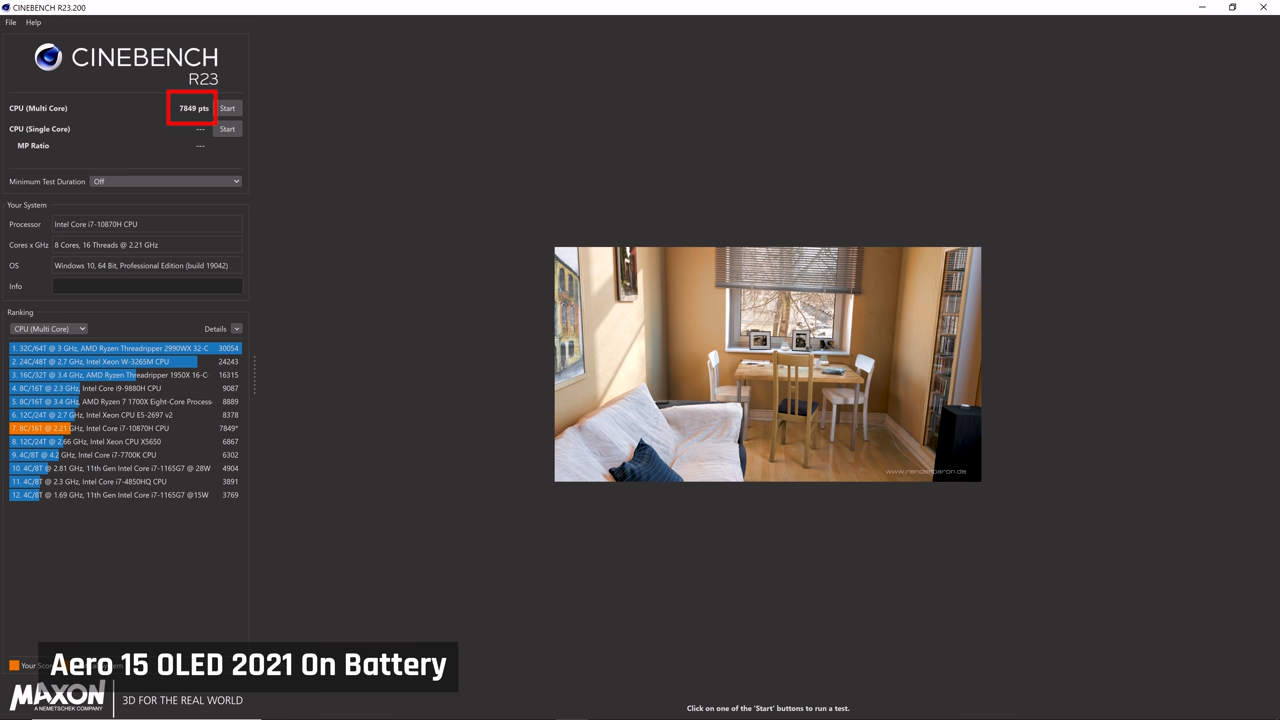 CINEBENCH R23.200
File Help
CINEBENCH
R23
CPU (Multi Core) 7849 pts Start
CPU (Single Core) --- Start
MP Ratio ---
Minimum Test Duration Off
Your System
Processor Intel Core i7-10870H CPU
Cores x GHz 8 Cores, 16 Threads @ 2.21 GHz
OS Windows 10, 64 Bit, Professional Edition (build 19042)
Info
Ranking
CPU (Multi Core) Details
1. 32C/64T @ 3 GHz, AMD Ryzen Threadripper 2990WX 32-C 30054
2. 24C/48T @ 2.7 GHz, Intel Xeon W-3265M CPU 24243
3. 16C/32T @ 3.4 GHz, AMD Ryzen Threadripper 1950X 16-C 16315
4. 8C/16T @ 2.3 GHz, Intel Core i9-9880H CPU 9087
5. 8C/16T @ 3.4 GHz, AMD Ryzen 7 1700X Eight-Core Process 8889
6. 12C/24T @ 2.7 GHz, Intel Xeon CPU E5-2697 v2 8378
7. 8C/16T @ 2.21 GHz, Intel Core i7-10870H CPU 7849*
8. 12C/24T @ 2.66 GHz, Intel Xeon CPU X5650 6867
9. 4C/8T @ 4.2 GHz, Intel Core i7-7700K CPU 6302
10. 4C/8T @ 2.81 GHz, 11th Gen Intel Core i7-1165G7 @ 28W 4904
11. 4C/8T @ 2.3 GHz, Intel Core i7-4850HQ CPU 3891
12. 4C/8T @ 1.69 GHz, 11th Gen Intel Core i7-1165G7 @15W 3769
www.renderbaron.de
Your
Aero 15 OLED 2021 On Battery
MAXON 3D FOR THE REAL WORLD
A NEMETSCHEK COMPANY
Click on one of the 'Start' buttons to run a test.